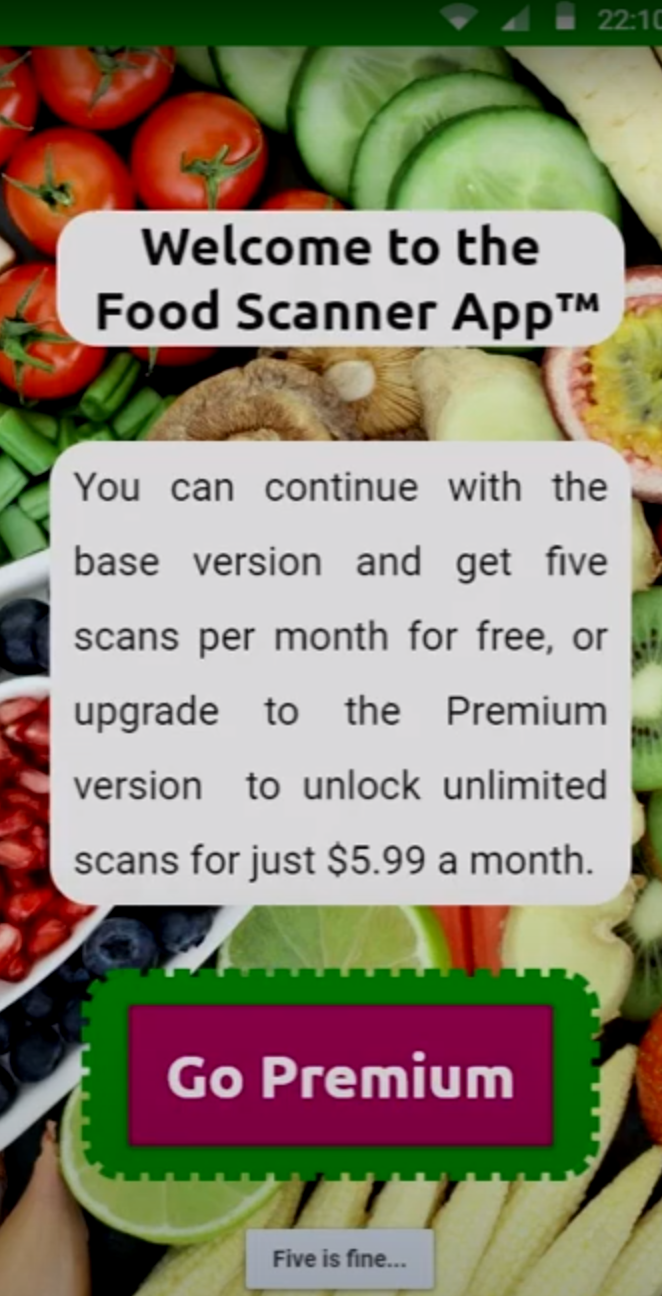 22:10
Welcome to the
Food Scanner App™
You can continue with the
base version and get five
scans per month for free, or
upgrade to the Premium
version to unlock unlimited
scans for just $5.99 a month.
Go Premium
Five is fine...